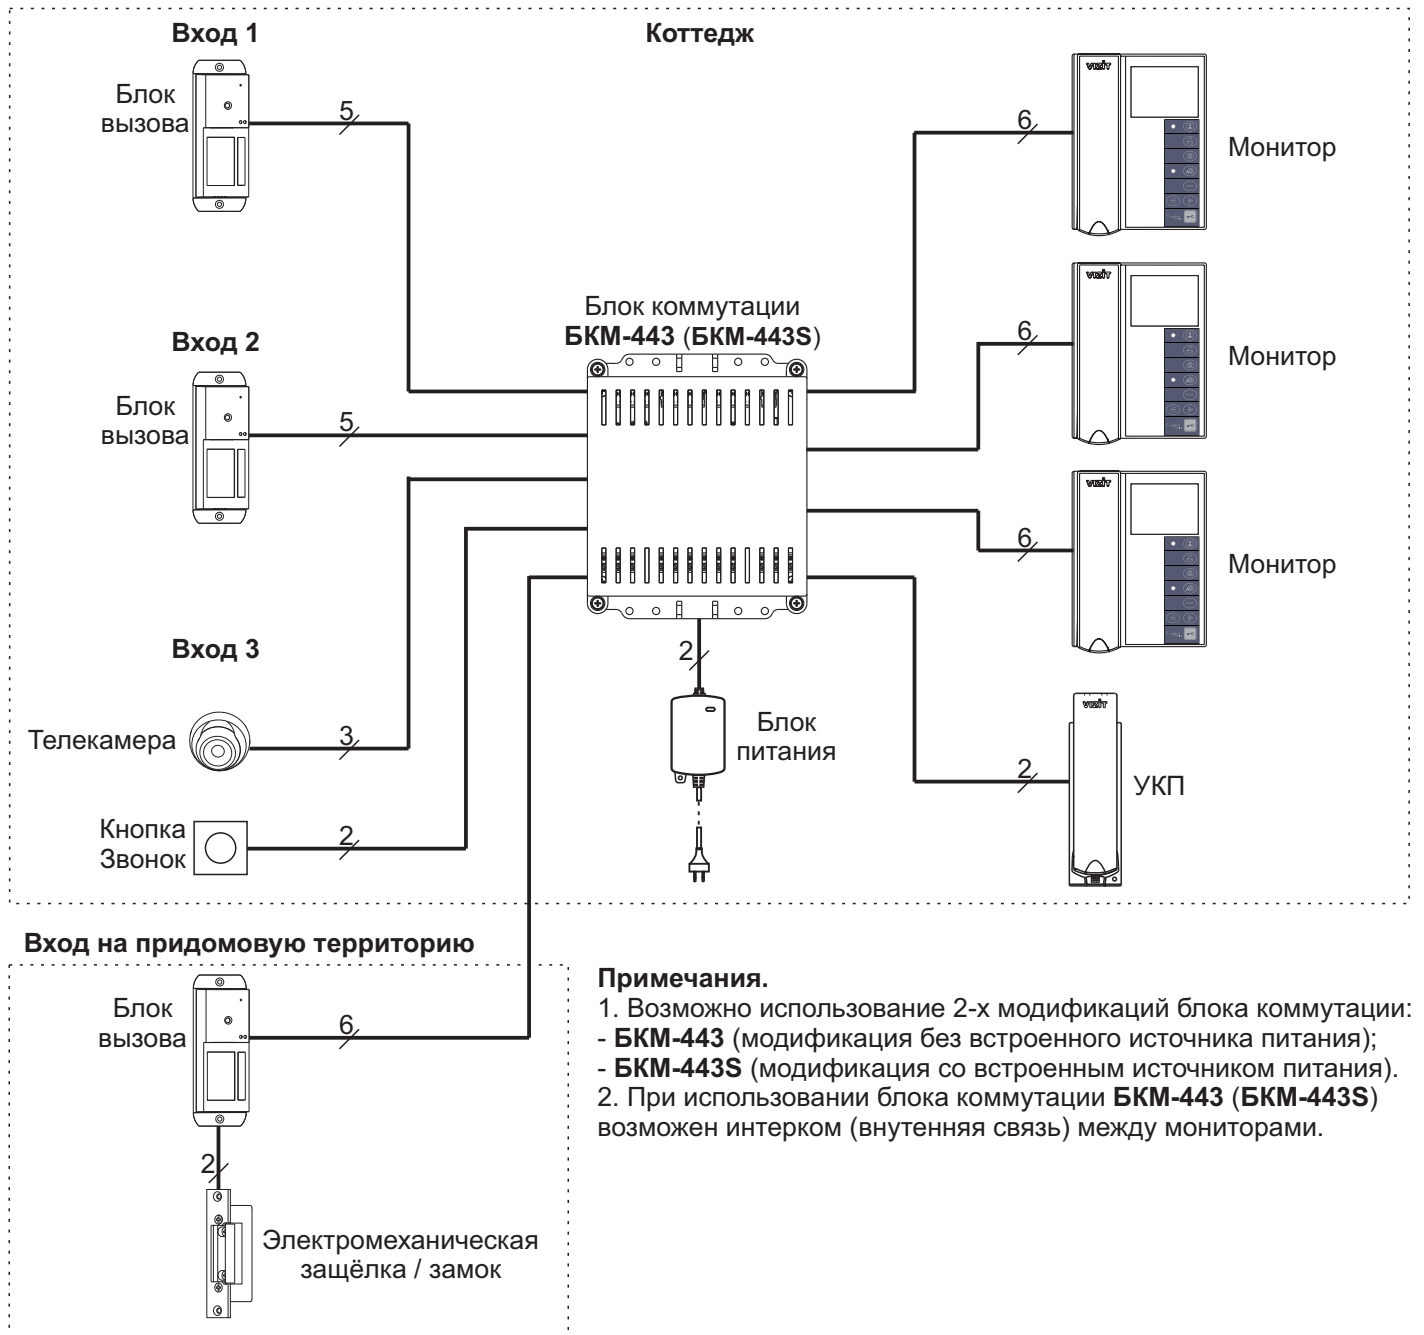 Вход 1
Коттедж
Блок
вызова
5
6
VIZIT
Монитор
Блок коммутации
БКМ-443 (БКМ-443S)
Вход 2
Блок
вызова
5
6
VIZIT
Монитор
6
VIZIT
Монитор
Вход 3
Телекамера
3
2
Блок
питания
2
VIZIT
УКП
Кнопка
Звонок
2
Вход на придомовую территорию
Блок
вызова
6
2
Электромеханическая
защёлка / замок
Примечания.
1. Возможно использование 2-х модификаций блока коммутации:
- БКМ-443 (модификация без встроенного источника питания);
- БКМ-443S (модификация со встроенным источником питания).
2. При использовании блока коммутации БКМ-443 (БКМ-443S)
возможен интерком (внутенняя связь) между мониторами.